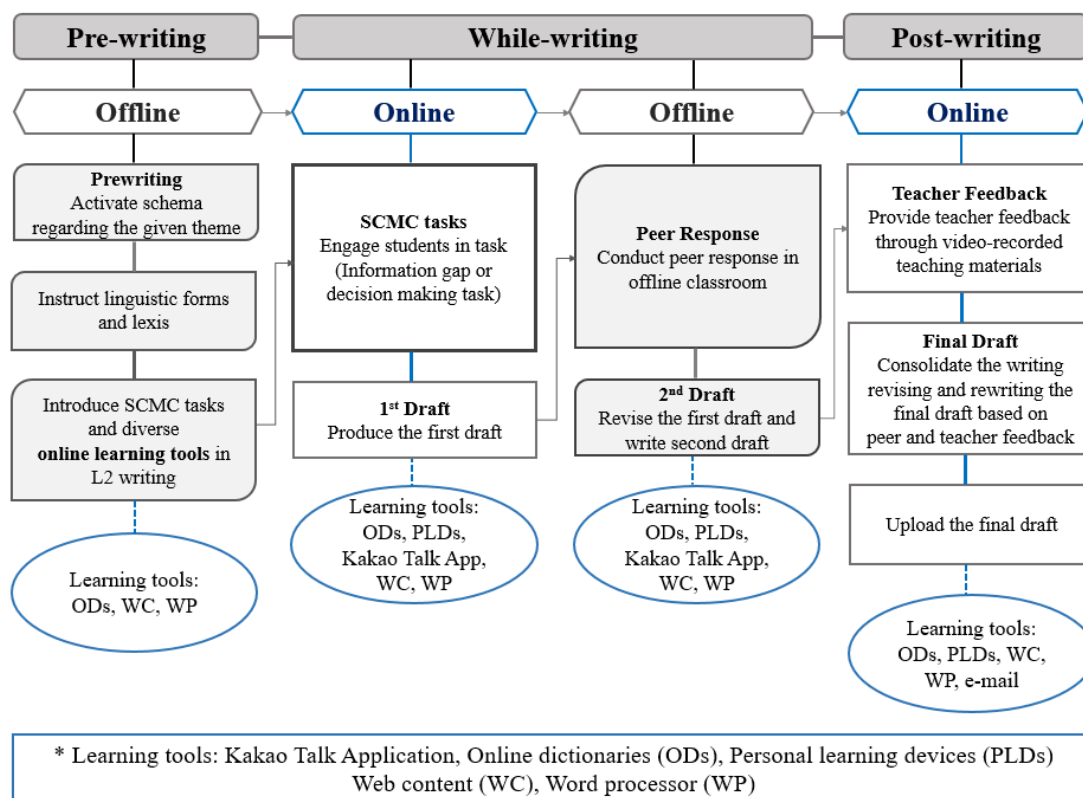 Pre-writing
While-writing
Post-writing
Offline
Online
Offline
Online
Prewriting
Activate schema
regarding the given theme
Instruct linguistic forms
and lexis
Introduce SCMC tasks
and diverse
online learning tools in
L2 writing
Learning tools:
ODs, WC, WP
SCMC tasks
Engage students in task
(Information gap or
decision making task)
1st Draft
Produce the first draft
Learning tools:
ODs, PLDs,
Kakao Talk App,
WC, WP
Peer Response
Conduct peer response in
offline classroom
2nd Draft
Revise the first draft and
write second draft
Learning tools:
ODs, PLDs,
Kakao Talk App,
WC, WP
Teacher Feedback
Provide teacher feedback
through video-recorded
teaching materials
Final Draft
Consolidate the writing
revising and rewriting the
final draft based on
peer and teacher feedback
Upload the final draft
Learning tools:
ODs, PLDs, WC,
WP, e-mail
* Learning tools: Kakao Talk Application, Online dictionaries (ODs), Personal learning devices (PLDs)
Web content (WC), Word processor (WP)